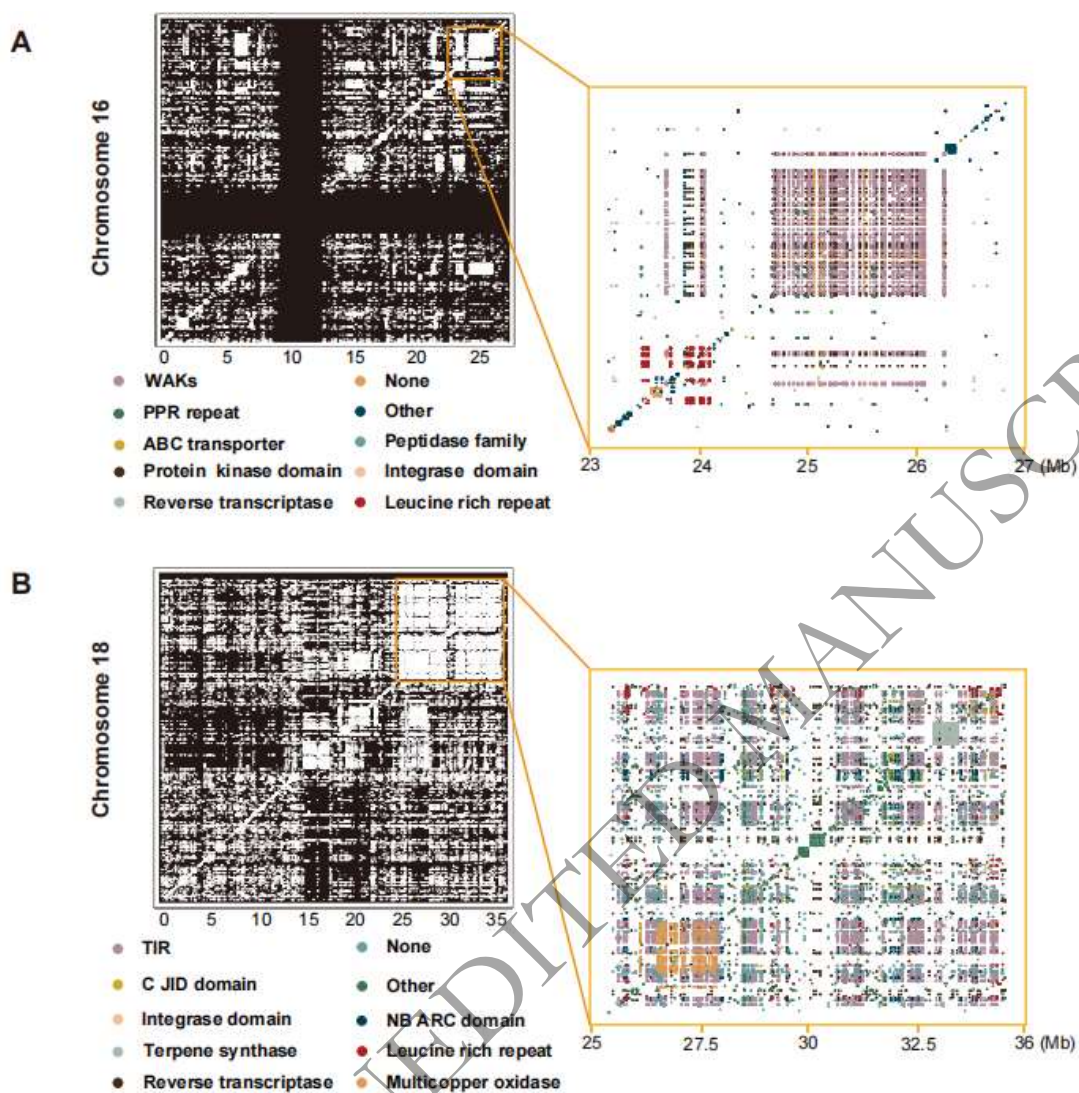 A
Chromosome 16
0 5 10 15 20 25
WAKs None
PPR repeat Other
ABC transporter Peptidase family
Protein kinase domain Integrase domain
Reverse transcriptase Leucine rich repeat
23 24 25 26 27 (Mb)
B
Chromosome 18
0 5 10 15 20 25 30 35
TIR None
C JID domain Other
Integrase domain NB ARC domain
Terpene synthase Leucine rich repeat
Reverse transcriptase Multicopper oxidase
25 27.5 30 32.5 36 (Mb)
EDITED MANUSCR